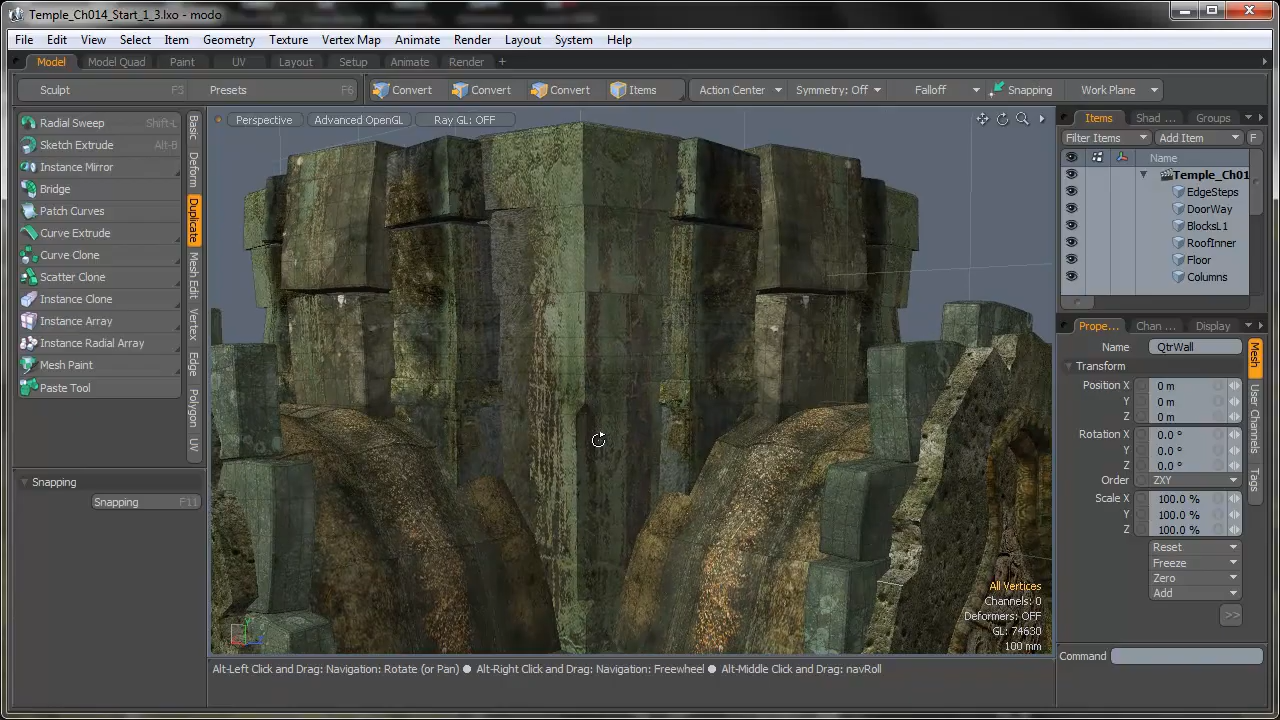 Temple_Ch014_Start_1_3.lxo - modo
File Edit View Select Item Geometry Texture Vertex Map Animate Render Layout System Help
Model Model Quad Paint UV Layout Setup Animate Render +
Sculpt F3 Presets F6 Convert Convert Convert Items Action Center Symmetry: Off Falloff Snapping Work Plane
Radial Sweep Shift-L
Sketch Extrude Alt-B
Instance Mirror
Bridge
Patch Curves
Curve Extrude
Curve Clone
Scatter Clone
Instance Clone
Instance Array
Instance Radial Array
Mesh Paint
Paste Tool
Basic
Deform
Duplicate
Mesh Edit
Vertex
Edge
Polygon
UV
Snapping
Snapping F11
Perspective Advanced OpenGL Ray GL: OFF
All Vertices
Channels: 0
Deformers: OFF
GL: 74630
100 mm
Alt-Left Click and Drag: Navigation: Rotate (or Pan) ● Alt-Right Click and Drag: Navigation: Freewheel ● Alt-Middle Click and Drag: navRoll
Items Shad ... Groups
Filter Items Add Item F
Name
Temple_Ch01
EdgeSteps
DoorWay
BlocksL1
RoofInner
Floor
Columns
Prope... Chan ... Display
Name QtrWall
Transform
Position X 0 m
Y 0 m
Z 0 m
Rotation X 0.0 °
Y 0.0 °
Z 0.0 °
Order ZXY
Scale X 100.0 %
Y 100.0 %
Z 100.0 %
Reset
Freeze
Zero
Add
>>
Mesh
User Channels
Tags
Command